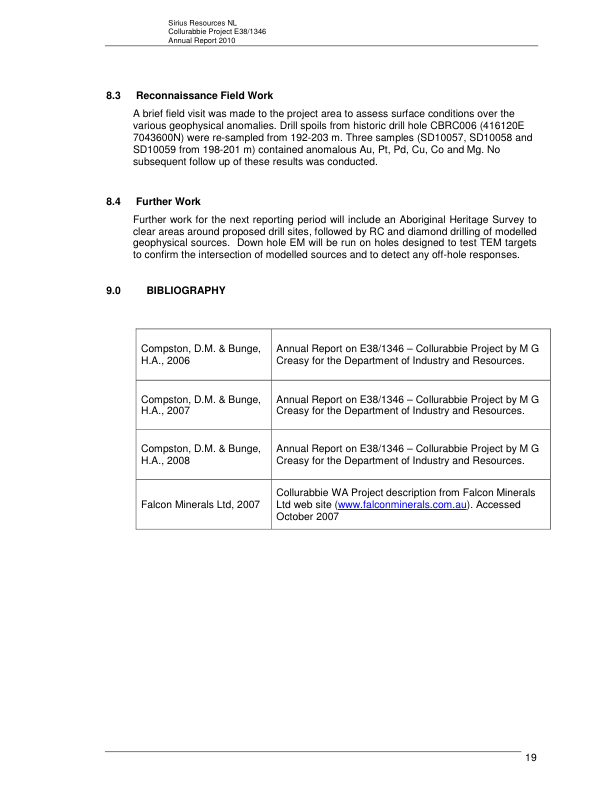 Sirius Resources NL
Collurabbie Project E38/1346
Annual Report 2010
8.3 Reconnaissance Field Work
A brief field visit was made to the project area to assess surface conditions over the
various geophysical anomalies. Drill spoils from historic drill hole CBRC006 (416120E
7043600N) were re-sampled from 192-203 m. Three samples (SD10057, SD10058 and
SD10059 from 198-201 m) contained anomalous Au, Pt, Pd, Cu, Co and Mg. No
subsequent follow up of these results was conducted.
8.4 Further Work
Further work for the next reporting period will include an Aboriginal Heritage Survey to
clear areas around proposed drill sites, followed by RC and diamond drilling of modelled
geophysical sources. Down hole EM will be run on holes designed to test TEM targets
to confirm the intersection of modelled sources and to detect any off-hole responses.
9.0 BIBLIOGRAPHY
Compston, D.M. & Bunge,
H.A., 2006
Annual Report on E38/1346 – Collurabbie Project by M G
Creasy for the Department of Industry and Resources.
Compston, D.M. & Bunge,
H.A., 2007
Annual Report on E38/1346 – Collurabbie Project by M G
Creasy for the Department of Industry and Resources.
Compston, D.M. & Bunge,
H.A., 2008
Annual Report on E38/1346 – Collurabbie Project by M G
Creasy for the Department of Industry and Resources.
Falcon Minerals Ltd, 2007
Collurabbie WA Project description from Falcon Minerals
Ltd web site (www.falconminerals.com.au). Accessed
October 2007
19